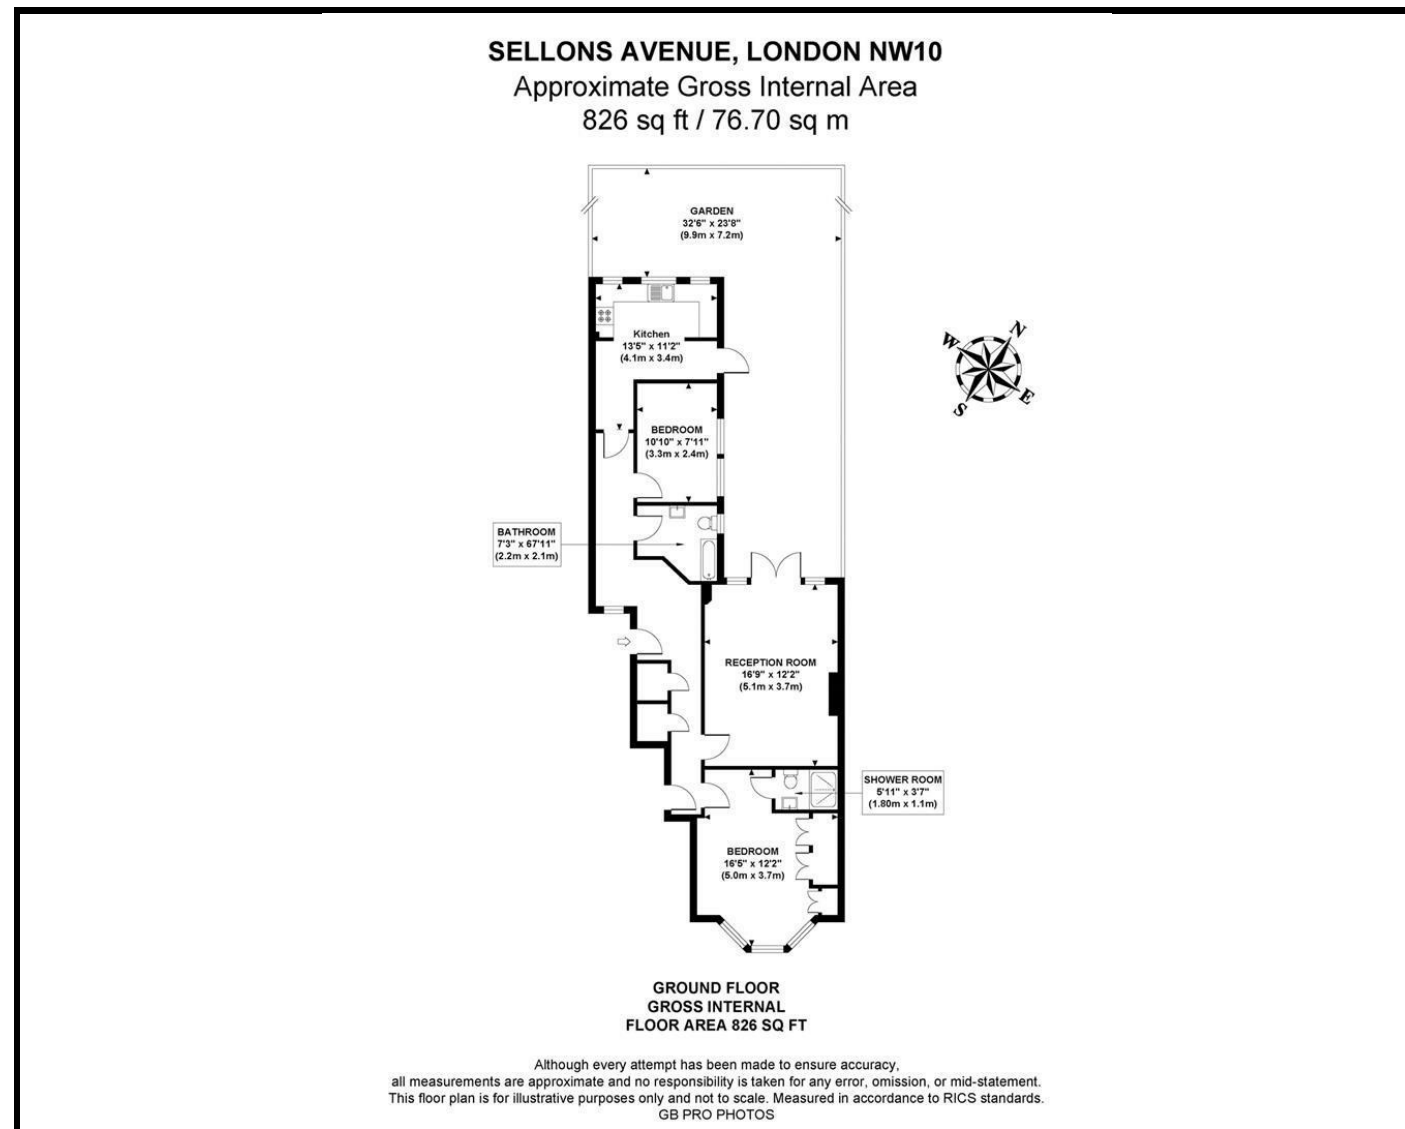 SELLONS AVENUE, LONDON NW10
Approximate Gross Internal Area
826 sq ft / 76.70 sq m
GARDEN
32'6" x 23'8"
(9.9m x 7.2m)
Kitchen
13'5" x 11'2"
(4.1m x 3.4m)
N
W
E
S
BEDROOM
10'10" x 7'11"
(3.3m x 2.4m)
BATHROOM
7'3" x 67'11"
(2.2m x 2.1m)
RECEPTION ROOM
16'9" x 12'2"
(5.1m x 3.7m)
SHOWER ROOM
5'11" x 3'7"
(1.80m x 1.1m)
BEDROOM
16'5" x 12'2"
(5.0m x 3.7m)
GROUND FLOOR
GROSS INTERNAL
FLOOR AREA 826 SQ FT
Although every attempt has been made to ensure accuracy,
all measurements are approximate and no responsibility is taken for any error, omission, or mid-statement.
This floor plan is for illustrative purposes only and not to scale. Measured in accordance to RICS standards.
GB PRO PHOTOS